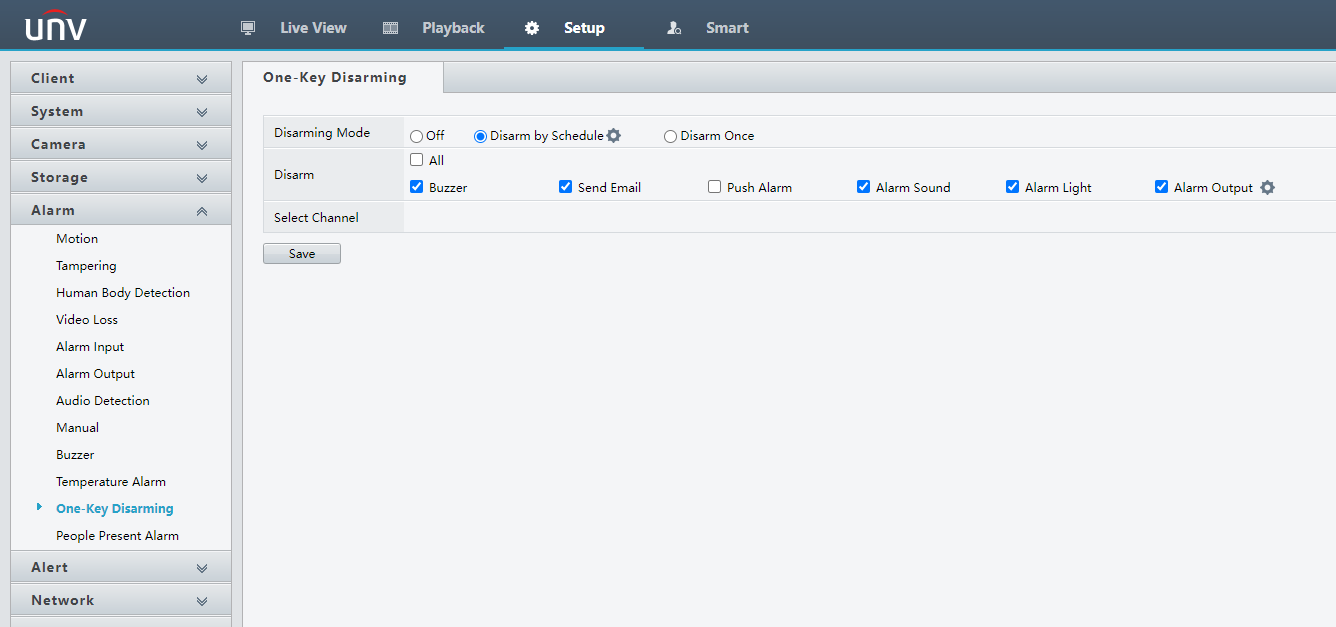 unv Live View Playback Setup Smart
Client
System
Camera
Storage
Alarm
Motion
Tampering
Human Body Detection
Video Loss
Alarm Input
Alarm Output
Audio Detection
Manual
Buzzer
Temperature Alarm
One-Key Disarming
People Present Alarm
Alert
Network
One-Key Disarming
Disarming Mode Off Disarm by Schedule Disarm Once
Disarm All
Buzzer Send Email Push Alarm Alarm Sound Alarm Light Alarm Output
Select Channel
Save